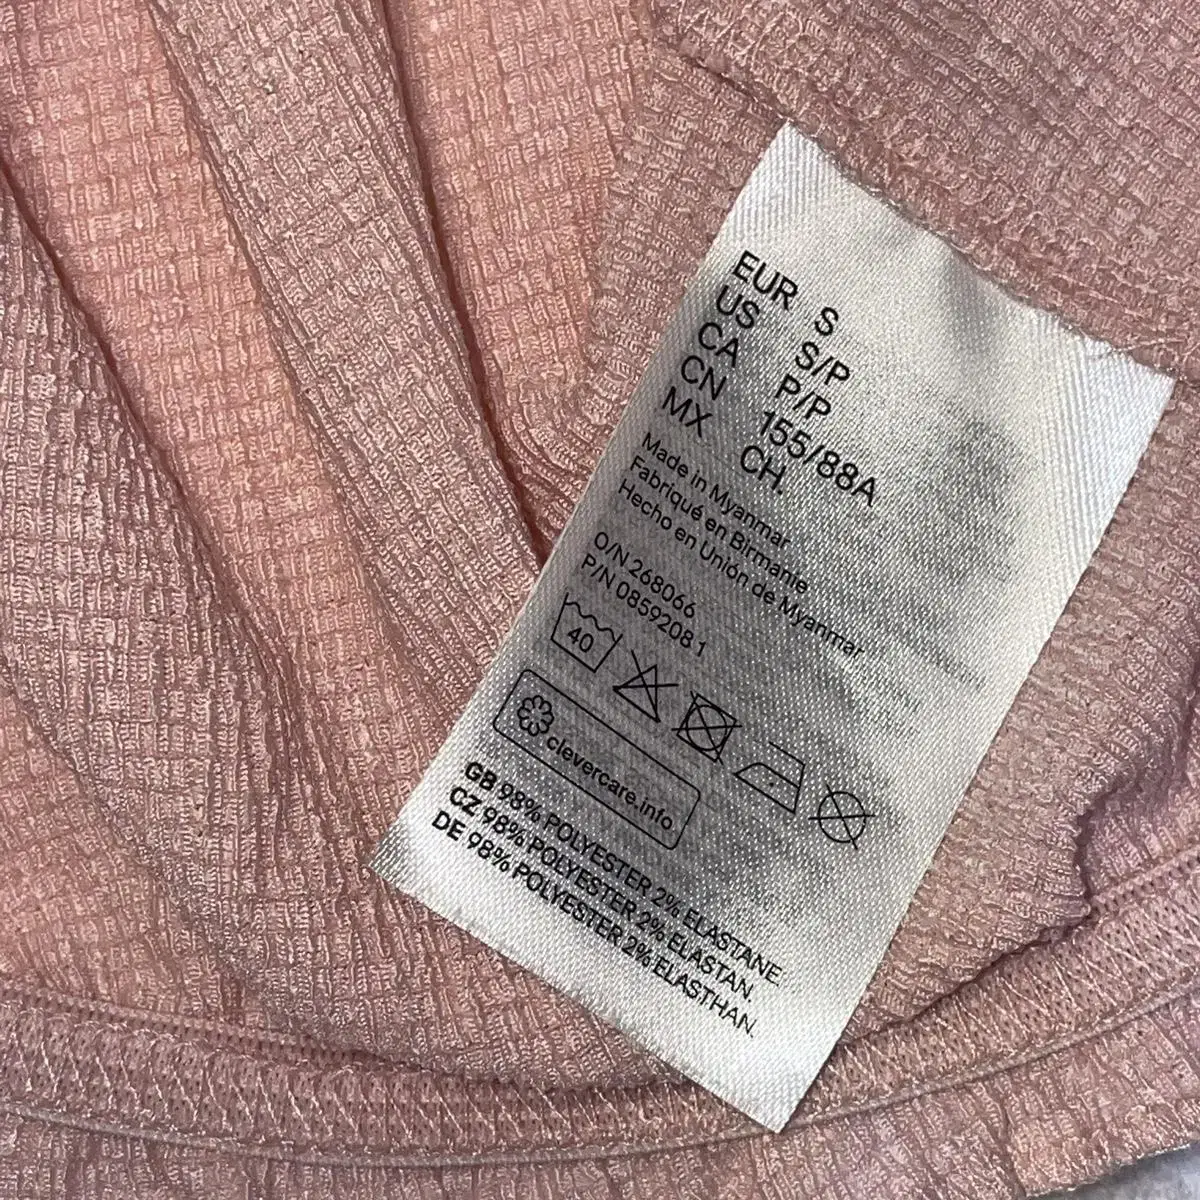 EUR S
US S/P
CA P/P
CN 155/88A
MX CH.
Made in Myanmar
Fabriqué en Birmanie
Hecho en Unión de Myanmar
O/N 268066
P/N 0859208 1
40
clevercare.info
GB 98% POLYESTER 2% ELASTANE.
CZ 98% POLYESTER 2% ELASTAN.
DE 98% POLYESTER 2% ELASTHAN.